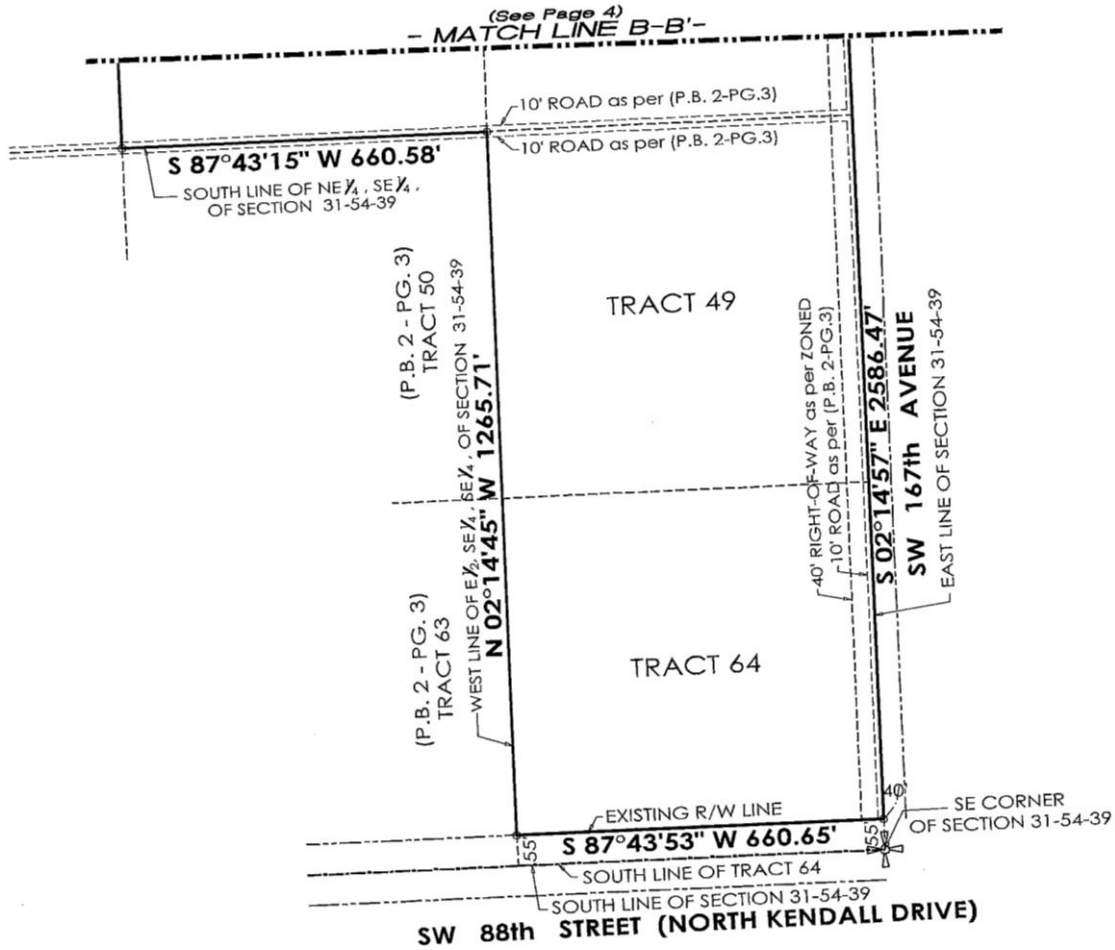 (See Page 4)
- MATCH LINE B-B'-
10' ROAD as per (P.B. 2-PG.3)
10' ROAD as per (P.B. 2-PG.3)
S 87°43'15" W 660.58'
SOUTH LINE OF NE¼, SE¼,
OF SECTION 31-54-39
(P.B. 2 - PG. 3)
TRACT 50
WEST LINE OF E½, SE¼, SE¼, OF SECTION 31-54-39
N 02°14'45" W 1265.71'
TRACT 49
40' RIGHT-OF-WAY as per ZONED
10' ROAD as per (P.B. 2-PG.3)
S 02°14'57" E 2586.47'
SW 167th AVENUE
EAST LINE OF SECTION 31-54-39
(P.B. 2 - PG. 3)
TRACT 63
TRACT 64
40'
EXISTING R/W LINE
SE CORNER
OF SECTION 31-54-39
55'
S 87°43'53" W 660.65'
55'
SOUTH LINE OF TRACT 64
SOUTH LINE OF SECTION 31-54-39
SW 88th STREET (NORTH KENDALL DRIVE)